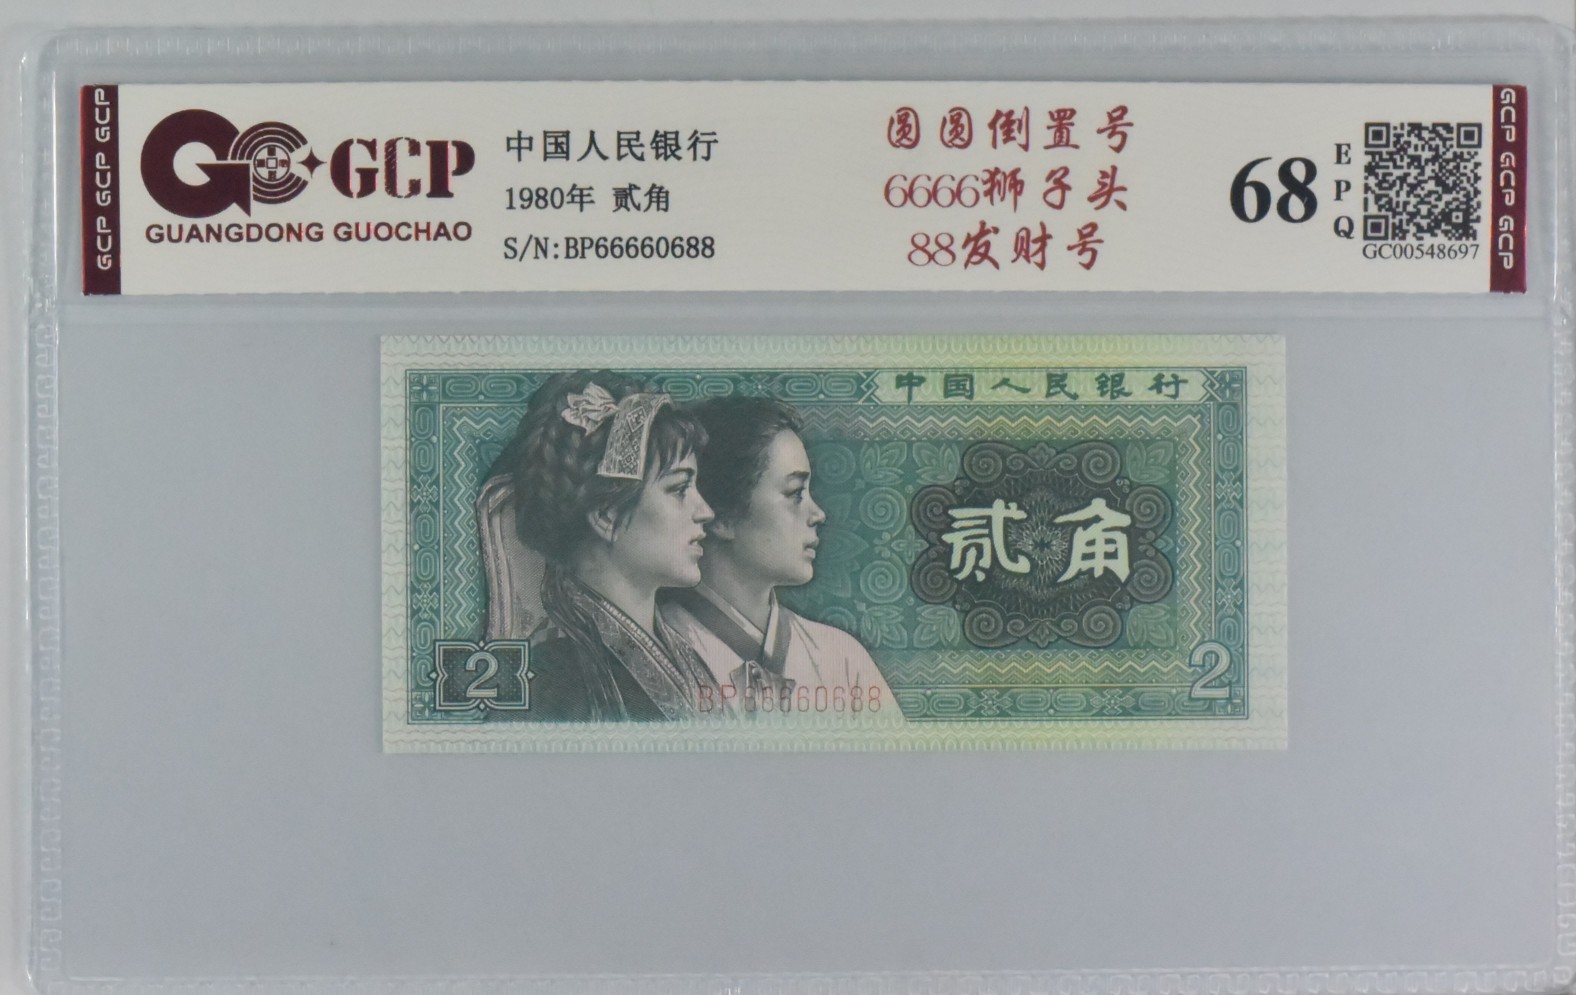 GCP GCP GCP
GCP
GUANGDONG GUOCHAO
中国人民银行
1980年 贰角
S/N:BP66660688
圆圆倒置号
6666狮子头
88发财号
68
EPQ
GC00548697
GCP GCP GCP
中国人民银行
贰角
2
2
BP66660688